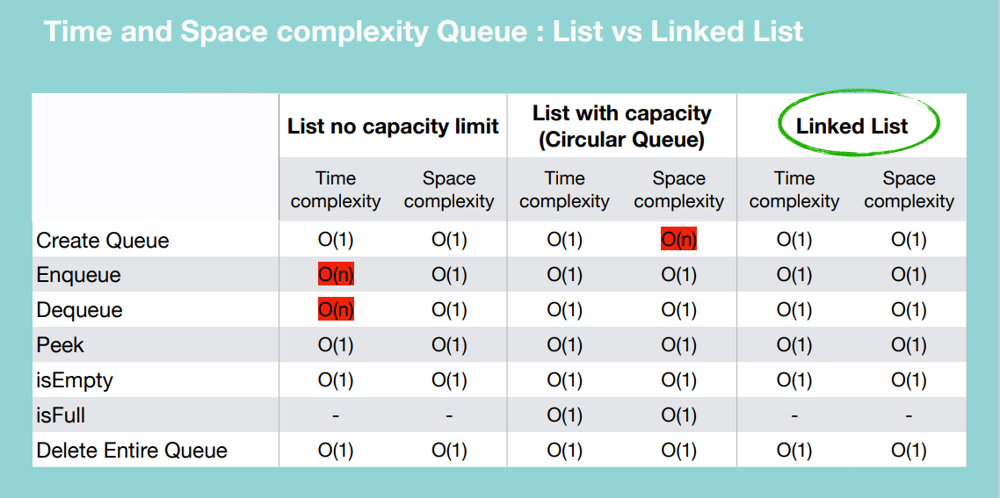 Time and Space complexity Queue : List vs Linked List
List no capacity limit
List with capacity
(Circular Queue)
Linked List
Time
complexity
Space
complexity
Time
complexity
Space
complexity
Time
complexity
Space
complexity
Create Queue O(1) O(1) O(1) O(n) O(1) O(1)
Enqueue O(n) O(1) O(1) O(1) O(1) O(1)
Dequeue O(n) O(1) O(1) O(1) O(1) O(1)
Peek O(1) O(1) O(1) O(1) O(1) O(1)
isEmpty O(1) O(1) O(1) O(1) O(1) O(1)
isFull - - O(1) O(1) - -
Delete Entire Queue O(1) O(1) O(1) O(1) O(1) O(1)